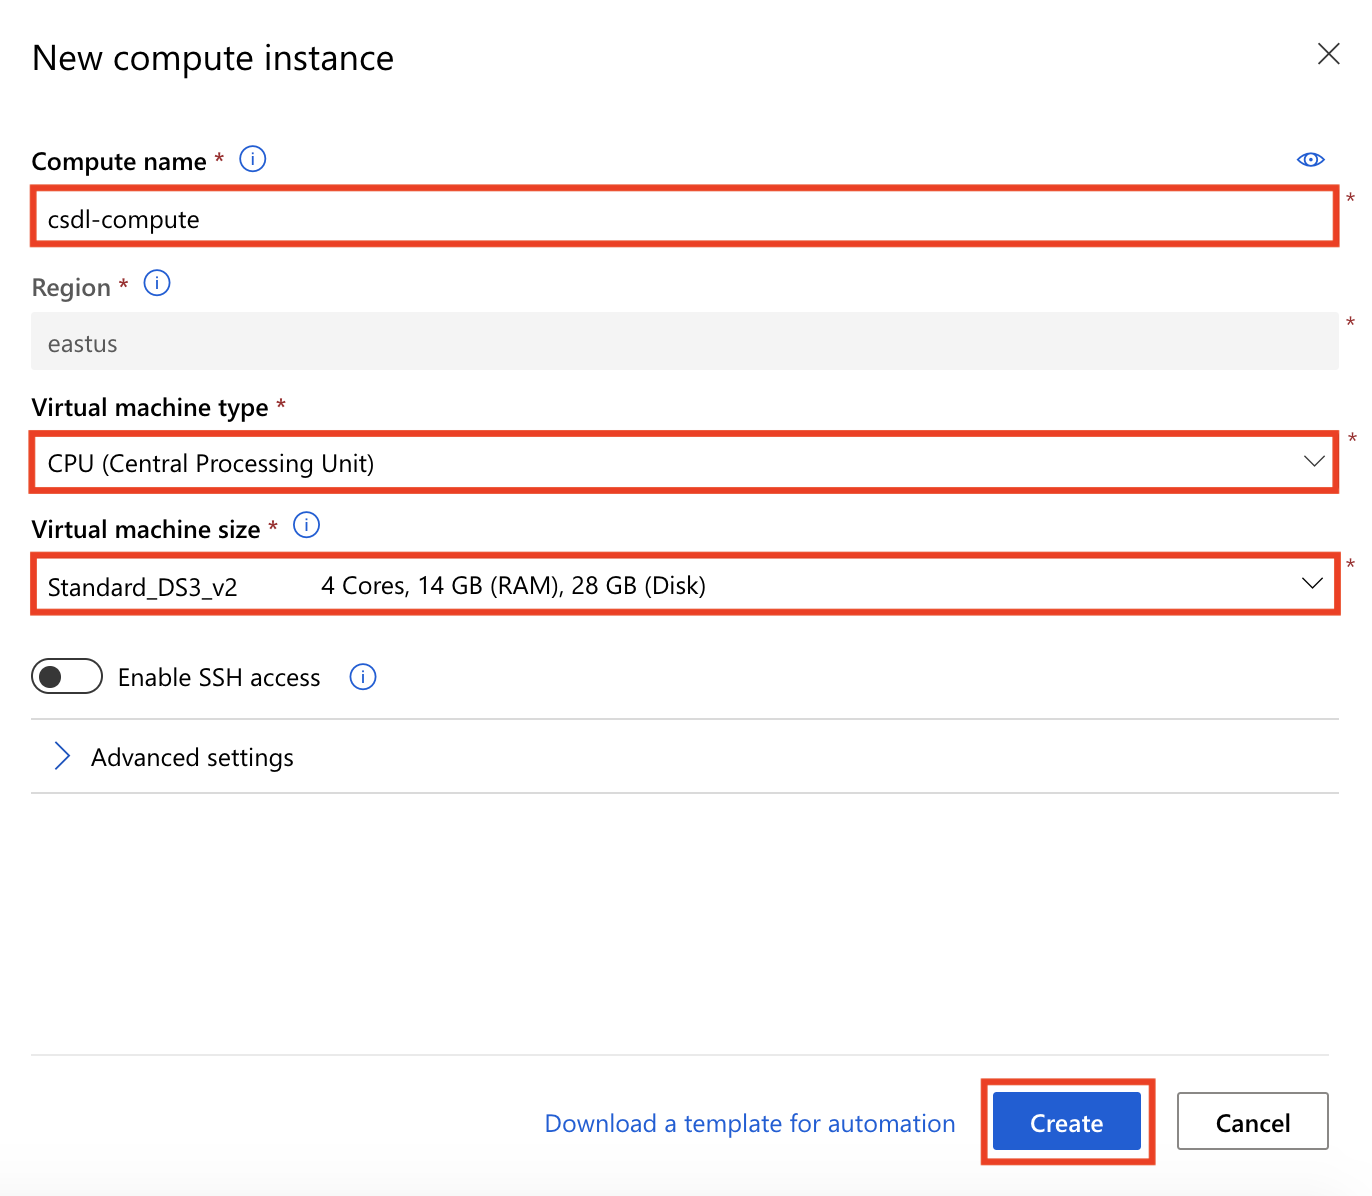 New compute instance
Compute name *
csdl-compute
*
Region *
eastus
*
Virtual machine type *
CPU (Central Processing Unit)
*
Virtual machine size *
Standard_DS3_v2 4 Cores, 14 GB (RAM), 28 GB (Disk)
*
Enable SSH access
Advanced settings
Download a template for automation Create Cancel